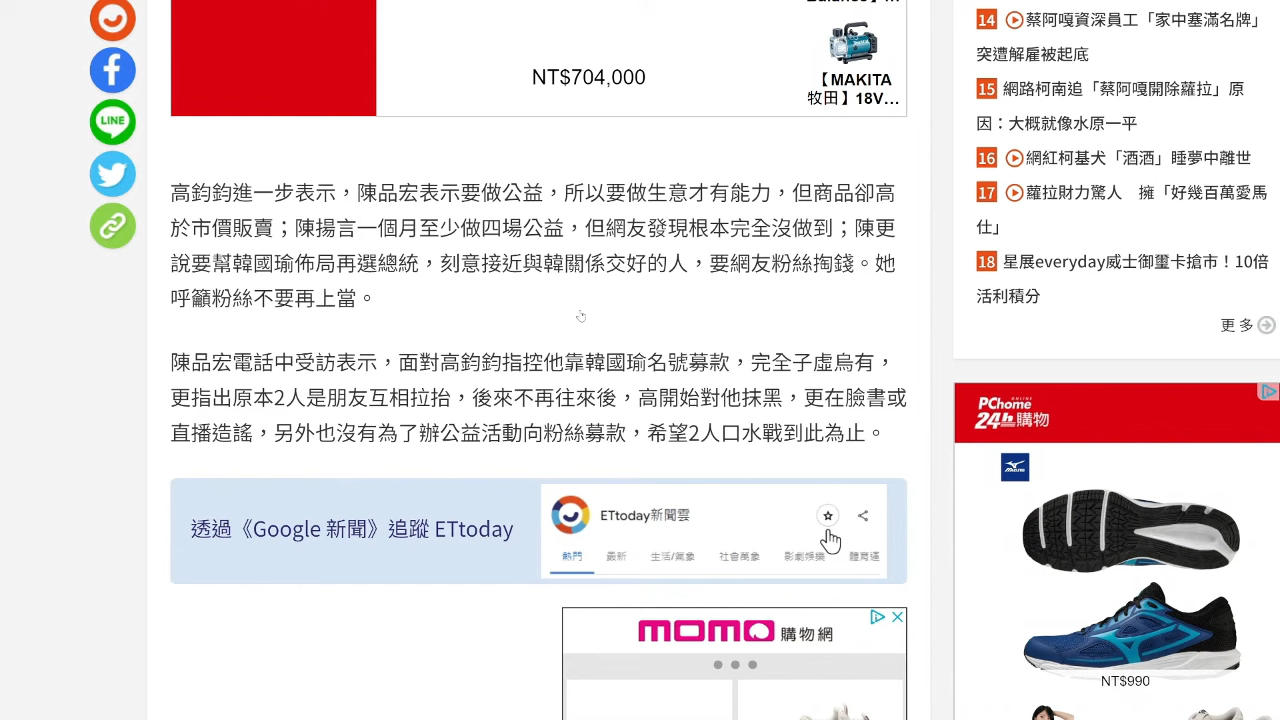 NT$704,000
【MAKITA
牧田】18V...
LINE
高鈞鈞進一步表示，陳品宏表示要做公益，所以要做生意才有能力，但商品卻高
於市價販賣；陳揚言一個月至少做四場公益，但網友發現根本完全沒做到；陳更
說要幫韓國瑜佈局再選總統，刻意接近與韓關係交好的人，要網友粉絲掏錢。她
呼籲粉絲不要再上當。
陳品宏電話中受訪表示，面對高鈞鈞指控他靠韓國瑜名號募款，完全子虛烏有，
更指出原本2人是朋友互相拉抬，後來不再往來後，高開始對他抹黑，更在臉書或
直播造謠，另外也沒有為了辦公益活動向粉絲募款，希望2人口水戰到此為止。
透過《Google 新聞》追蹤 ETtoday
ETtoday新聞雲
熱門 最新 生活/氣象 社會萬象 影劇娛樂 體育運
momo購物網
14 蔡阿嘎資深員工「家中塞滿名牌」
突遭解雇被起底
15 網路柯南追「蔡阿嘎開除蘿拉」原
因：大概就像水原一平
16 網紅柯基犬「酒酒」睡夢中離世
17 蘿拉財力驚人　擁「好幾百萬愛馬
仕」
18 星展everyday威士御璽卡搶市！10倍
活利積分
更多
PChome ONLINE
24h購物
MIZUNO
NT$990